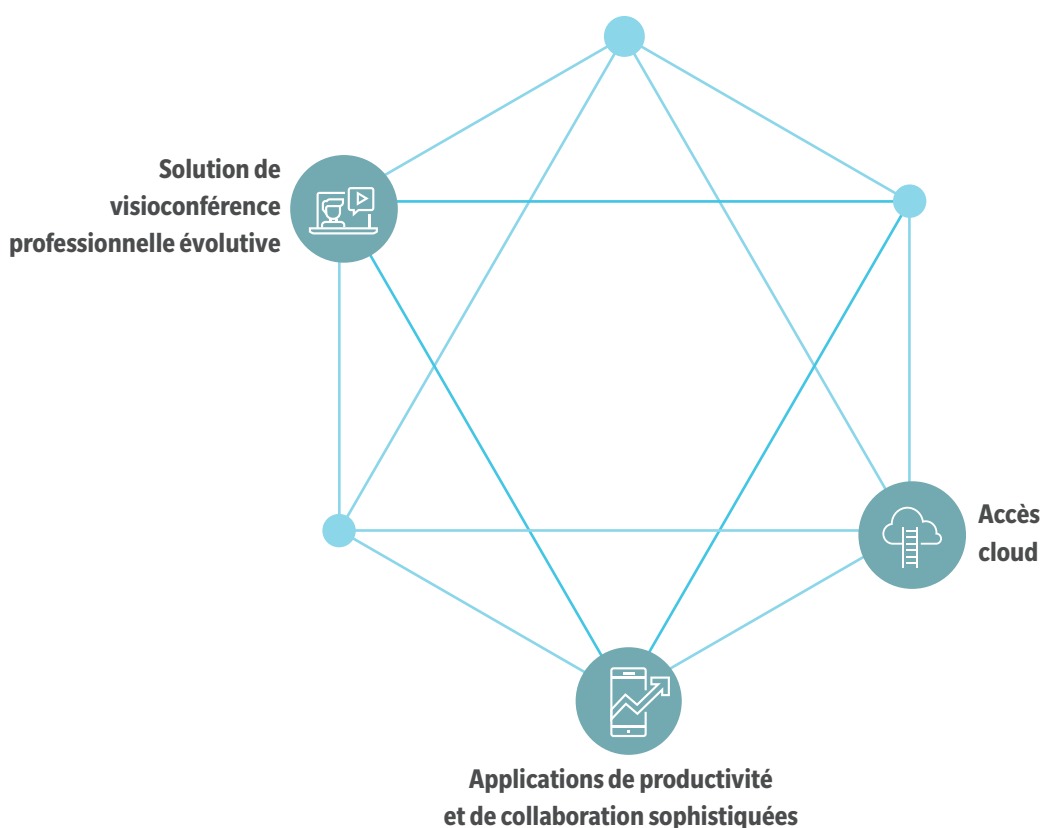 Solution de
visioconférence
professionnelle évolutive
Accès
cloud
Applications de productivité
et de collaboration sophistiquées